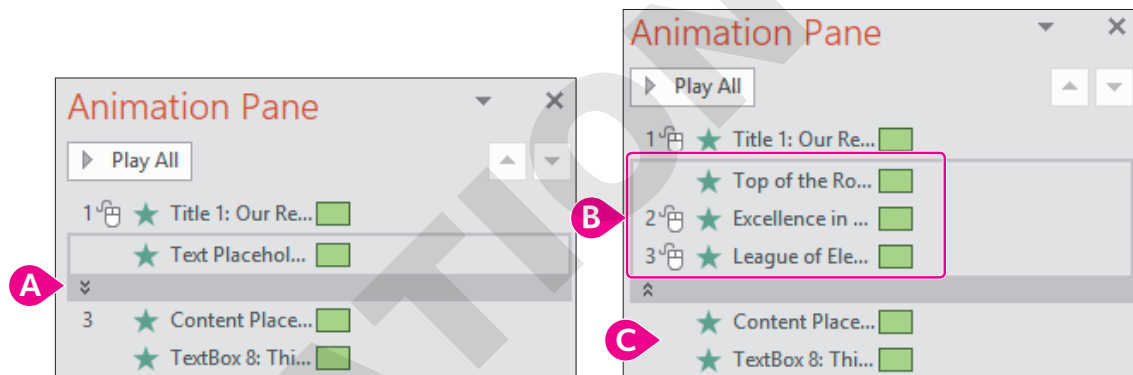 Animation Pane
Play All
1 Title 1: Our Re...
Text Placehol...
A
3 Content Place...
TextBox 8: Thi...
Animation Pane
Play All
1 Title 1: Our Re...
Top of the Ro...
B
2 Excellence in ...
3 League of Ele...
Content Place...
C
TextBox 8: Thi...